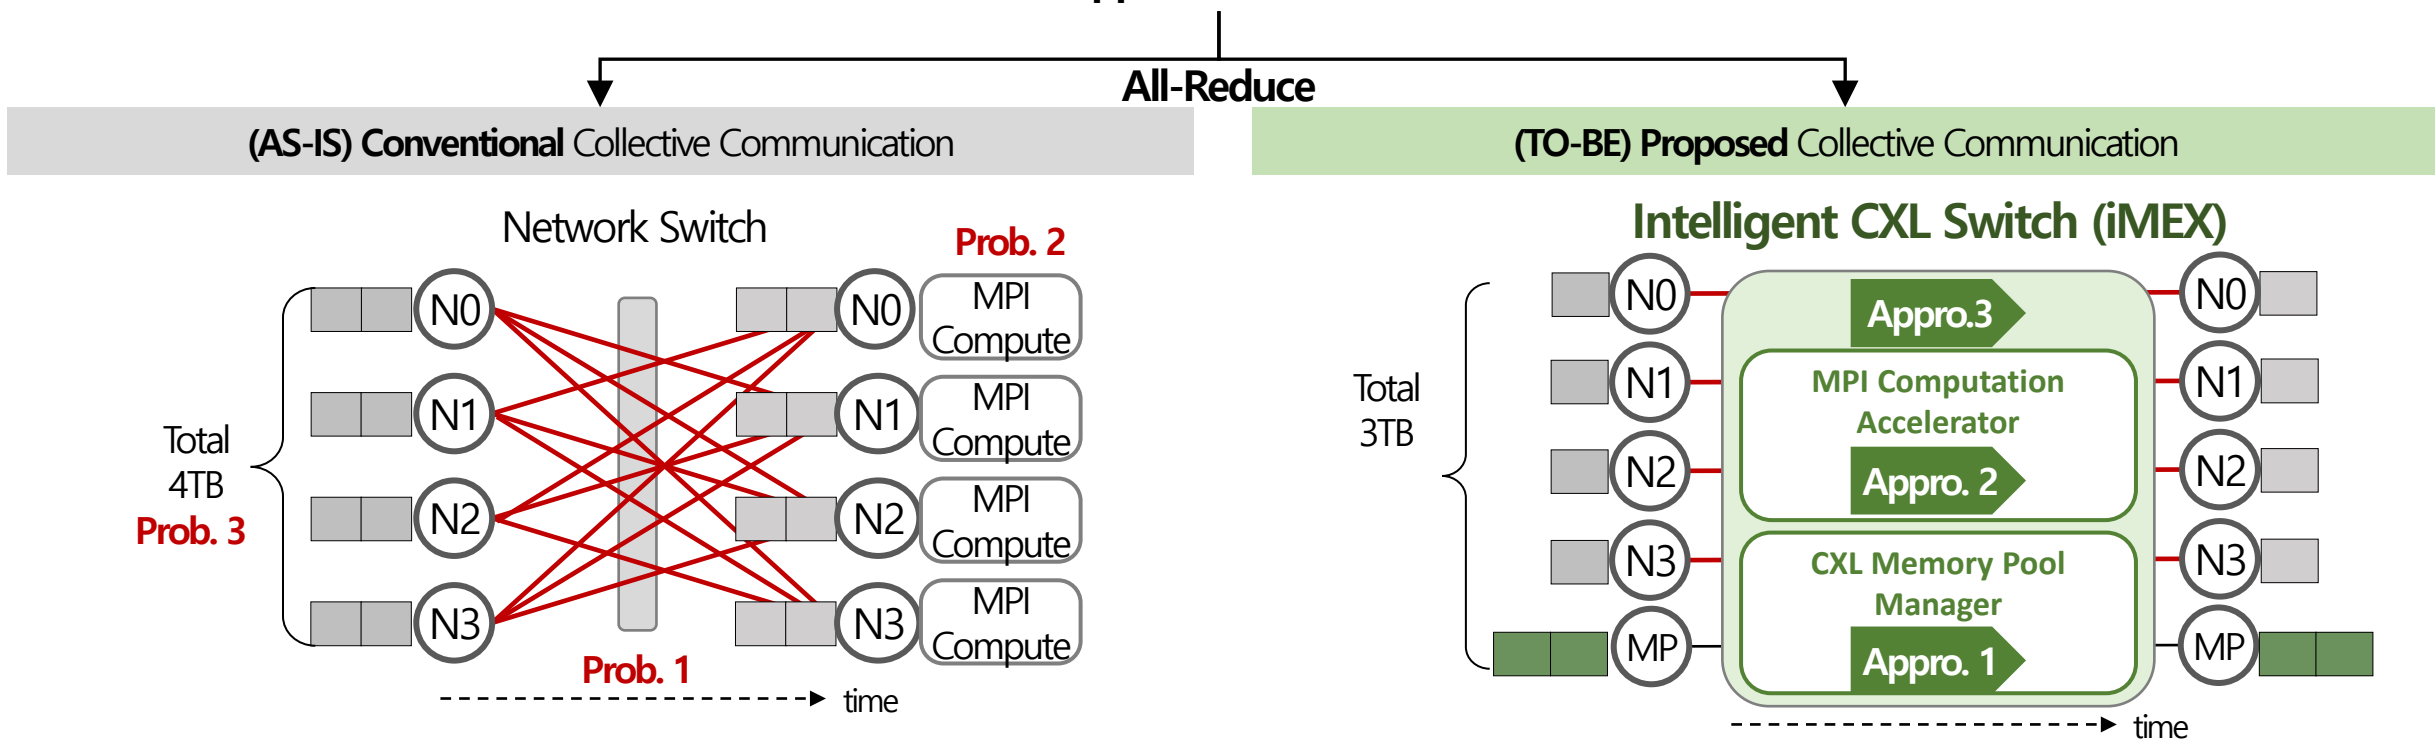 All-Reduce
(AS-IS) Conventional Collective Communication
(TO-BE) Proposed Collective Communication
Network Switch
Prob. 2
N0
N1
N2
N3
N0
N1
N2
N3
MPI
Compute
MPI
Compute
MPI
Compute
MPI
Compute
Total
4TB
Prob. 3
Prob. 1
time
Intelligent CXL Switch (iMEX)
Total
3TB
N0
N1
N2
N3
MP
Appro.3
MPI Computation
Accelerator
Appro. 2
CXL Memory Pool
Manager
Appro. 1
N0
N1
N2
N3
MP
time